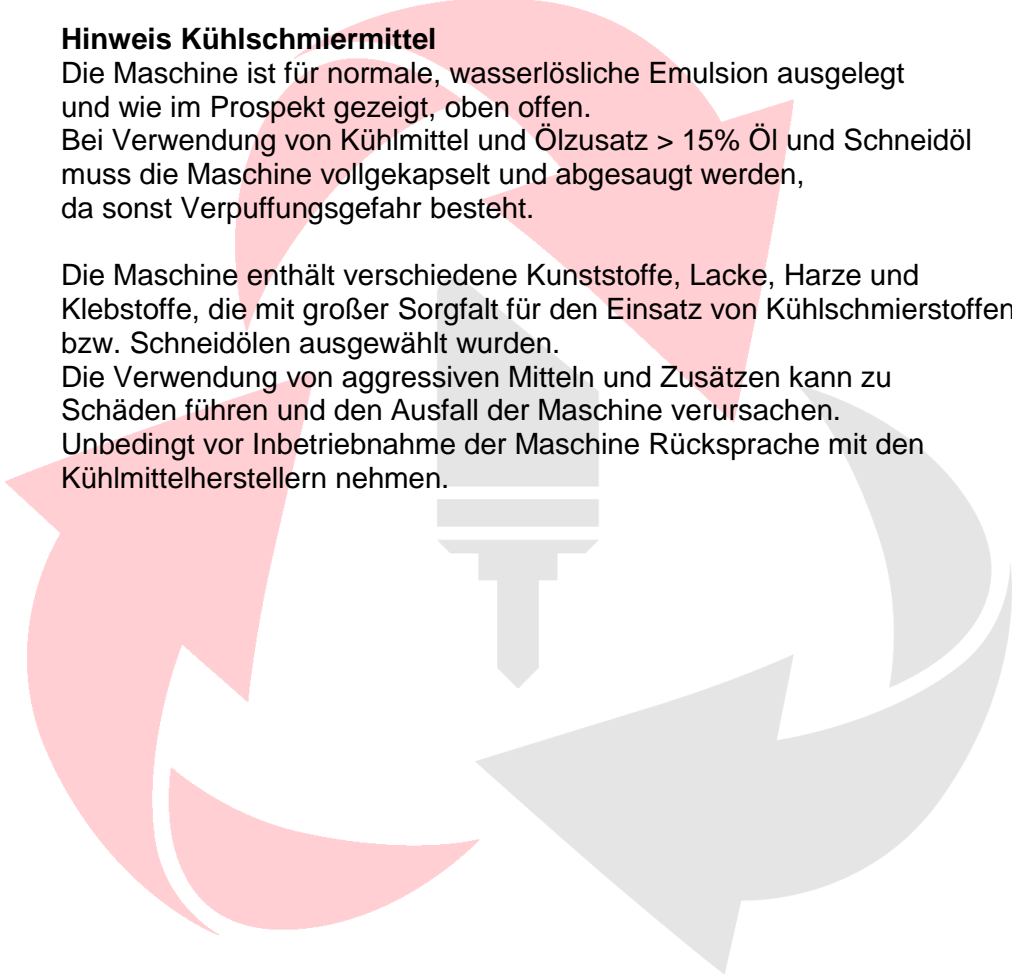 Hinweis Kühlschmiermittel
Die Maschine ist für normale, wasserlösliche Emulsion ausgelegt
und wie im Prospekt gezeigt, oben offen.
Bei Verwendung von Kühlmittel und Ölzusatz > 15% Öl und Schneidöl
muss die Maschine vollgekapselt und abgesaugt werden,
da sonst Verpuffungsgefahr besteht.
Die Maschine enthält verschiedene Kunststoffe, Lacke, Harze und
Klebstoffe, die mit großer Sorgfalt für den Einsatz von Kühlschmierstoffen
bzw. Schneidölen ausgewählt wurden.
Die Verwendung von aggressiven Mitteln und Zusätzen kann zu
Schäden führen und den Ausfall der Maschine verursachen.
Unbedingt vor Inbetriebnahme der Maschine Rücksprache mit den
Kühlmittelherstellern nehmen.